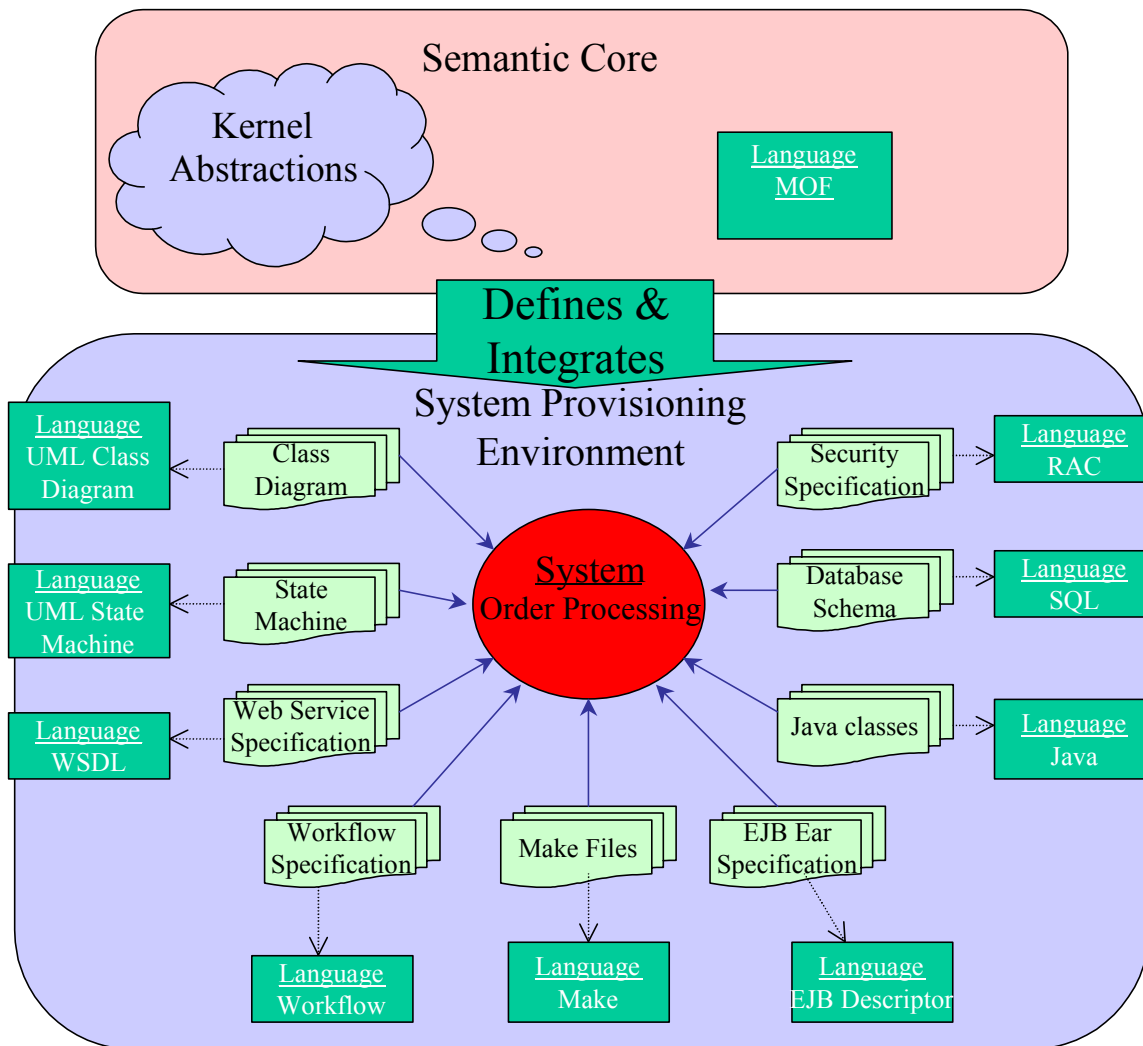 Semantic Core
Kernel
Abstractions
Language
MOF
Defines &
Integrates
System Provisioning
Environment
Language
UML Class
Diagram
Class
Diagram
Security
Specification
Language
RAC
Language
UML State
Machine
State
Machine
System
Order Processing
Database
Schema
Language
SQL
Language
WSDL
Web Service
Specification
Java classes
Language
Java
Workflow
Specification
Make Files
EJB Ear
Specification
Language
Workflow
Language
Make
Language
EJB Descriptor